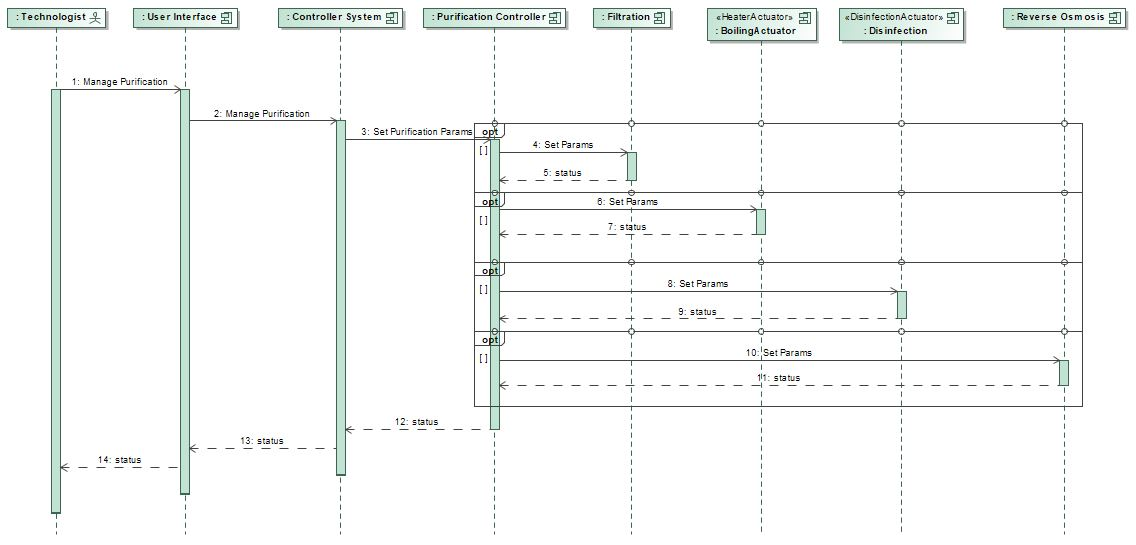 : Technologist
: User Interface
: Controller System
: Purification Controller
: Filtration
«HeaterActuator»
: BoilingActuator
«DisinfectionActuator»
: Disinfection
: Reverse Osmosis
1: Manage Purification
2: Manage Purification
3: Set Purification Params
opt
[ ]
4: Set Params
5: status
opt
6: Set Params
[ ]
7: status
opt
8: Set Params
[ ]
9: status
opt
10: Set Params
[ ]
11: status
12: status
13: status
14: status